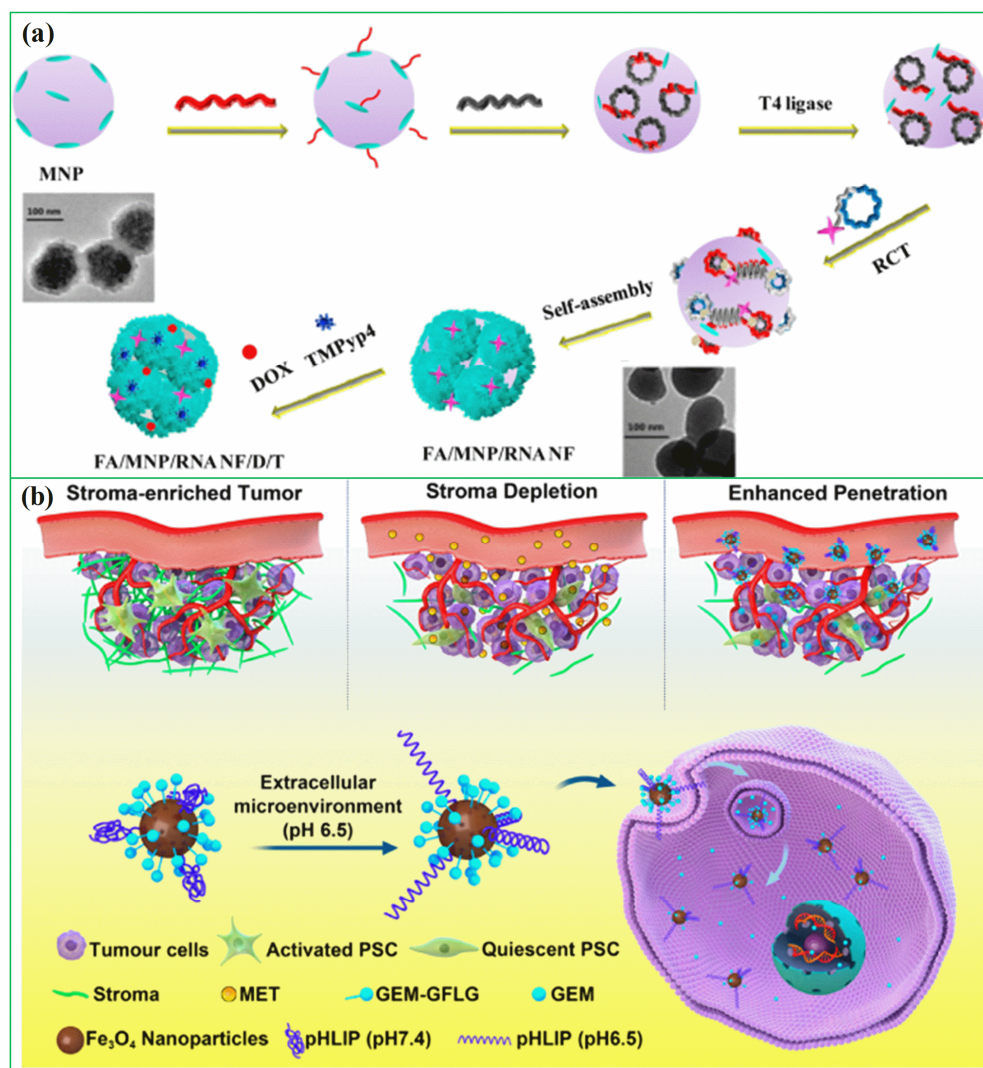 (a)
T4 ligase
MNP
100 nm
RCT
Self-assembly
DOX TMPyp4
100 nm
FA/MNP/RNA NF/D/T
FA/MNP/RNA NF
(b)
Stroma-enriched Tumor
Stroma Depletion
Enhanced Penetration
Extracellular
microenvironment
(pH 6.5)
Tumour cells
Activated PSC
Quiescent PSC
Stroma
MET
GEM-GFLG
GEM
Fe₃O₄ Nanoparticles
pHLIP (pH7.4)
pHLIP (pH6.5)